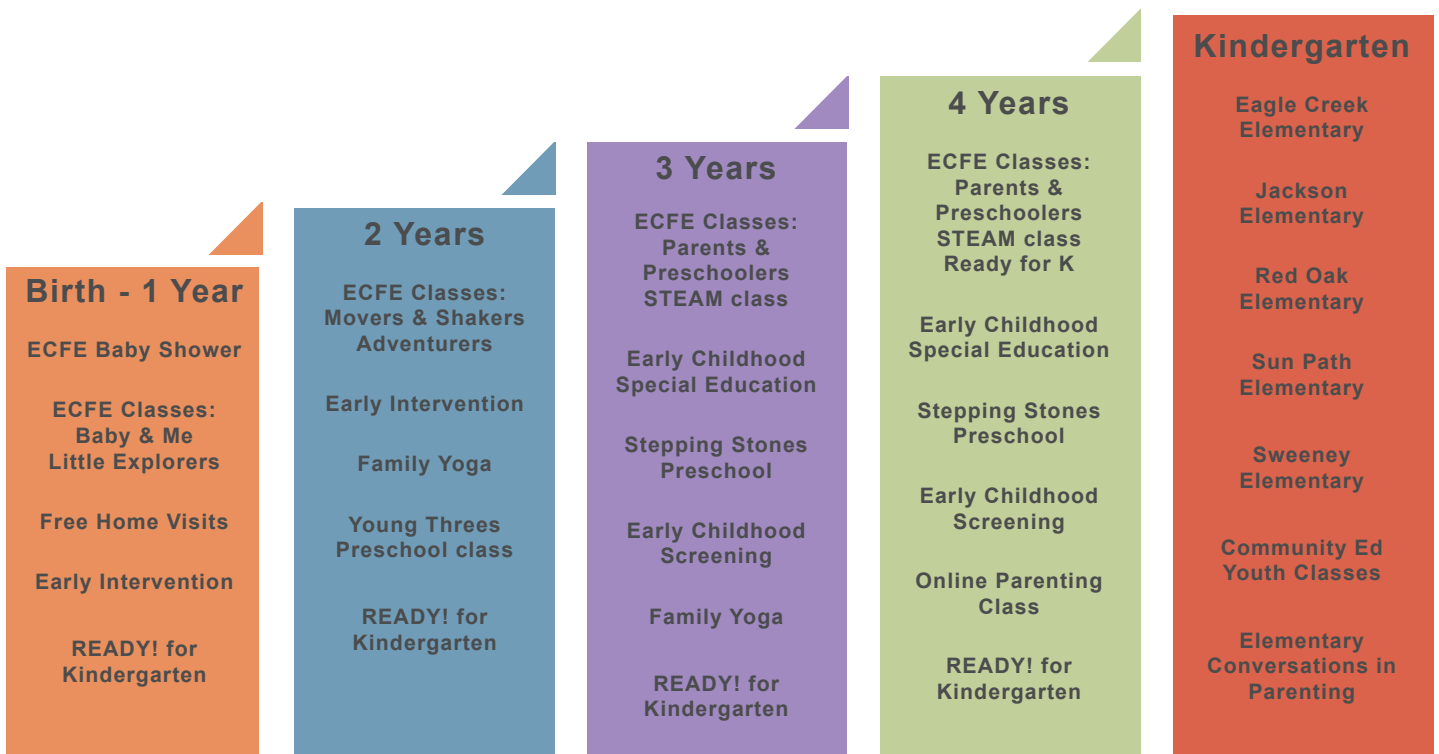 Birth - 1 Year
ECFE Baby Shower
ECFE Classes:
Baby & Me
Little Explorers
Free Home Visits
Early Intervention
READY! for
Kindergarten
2 Years
ECFE Classes:
Movers & Shakers
Adventurers
Early Intervention
Family Yoga
Young Threes
Preschool class
READY! for
Kindergarten
3 Years
ECFE Classes:
Parents &
Preschoolers
STEAM class
Early Childhood
Special Education
Stepping Stones
Preschool
Early Childhood
Screening
Family Yoga
READY! for
Kindergarten
4 Years
ECFE Classes:
Parents &
Preschoolers
STEAM class
Ready for K
Early Childhood
Special Education
Stepping Stones
Preschool
Early Childhood
Screening
Online Parenting
Class
READY! for
Kindergarten
Kindergarten
Eagle Creek
Elementary
Jackson
Elementary
Red Oak
Elementary
Sun Path
Elementary
Sweeney
Elementary
Community Ed
Youth Classes
Elementary
Conversations in
Parenting